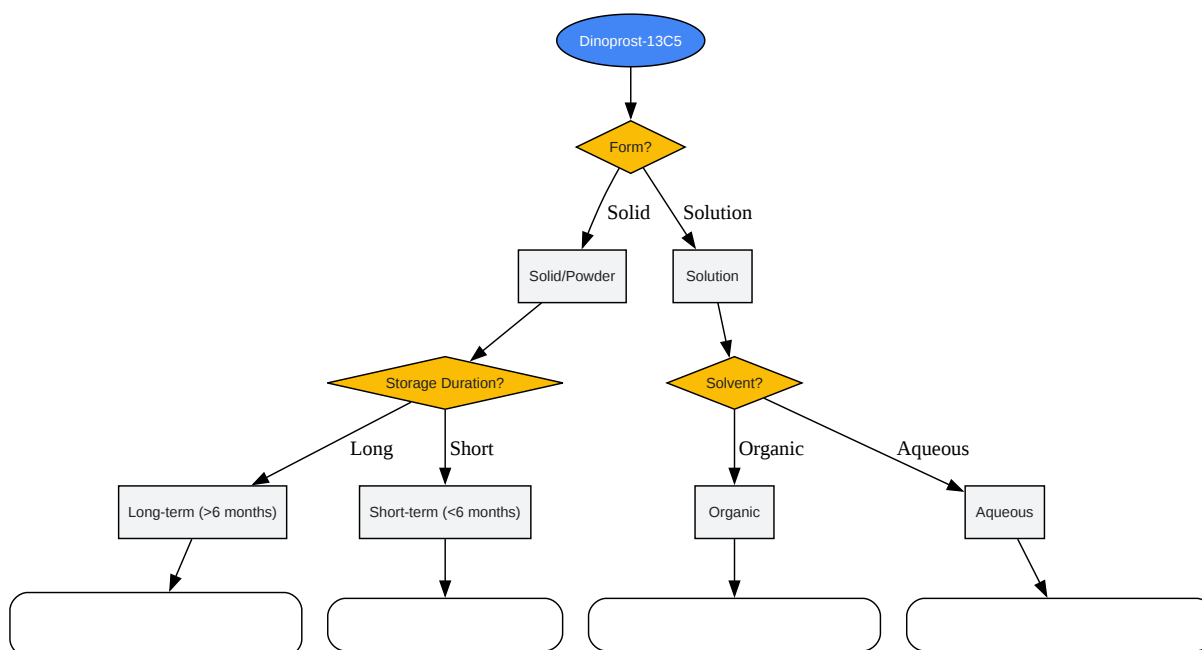 Dinoprost-13C5
Form?
Solid
Solution
Solid/Powder
Solution
Storage Duration?
Solvent?
Long
Short
Organic
Aqueous
Long-term (>6 months)
Short-term (<6 months)
Organic
Aqueous